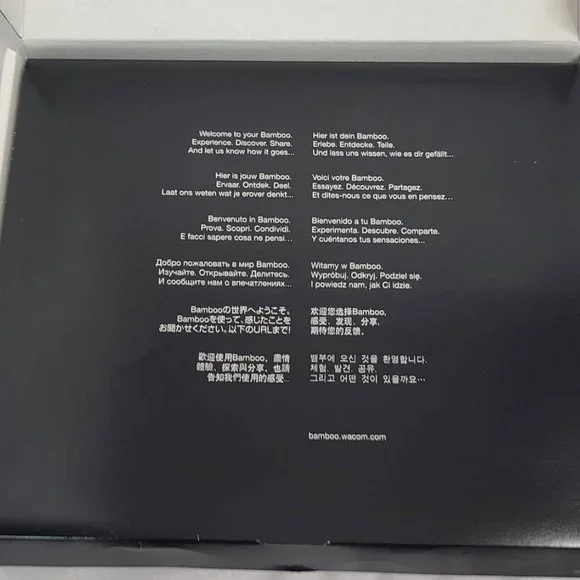 Welcome to your Bamboo.
Experience. Discover. Share.
And let us know how it goes...
Hier ist dein Bamboo.
Erlebe. Entdecke. Teile.
Und lass uns wissen, wie es dir gefällt...
Hier is jouw Bamboo.
Ervaar. Ontdek. Deel.
Laat ons weten wat je erover denkt...
Voici votre Bamboo.
Essayez. Découvrez. Partagez.
Et dites-nous ce que vous en pensez...
Benvenuto in Bamboo.
Prova. Scopri. Condividi.
E facci sapere cosa ne pensi...
Bienvenido a tu Bamboo.
Experimenta. Descubre. Comparte.
Y cuéntanos tus sensaciones...
Добро пожаловать в мир Bamboo.
Изучайте. Открывайте. Делитесь.
И сообщите нам о впечатлениях...
Witamy w Bamboo.
Wypróbuj. Odkryj. Podziel się.
I powiedz nam, jak Ci idzie.
Bambooの世界へようこそ。
Bambooを使って、感じたことを
お聞かせください。以下のURLまで!
欢迎您选择Bamboo,
感受、发现、分享,
期待您的反馈。
歡迎使用Bamboo, 盡情
體驗、探索與分享, 也請
告知我們使用的感受...
뱀부에 오신 것을 환영합니다.
체험. 발견. 공유.
그리고 어떤 것이 있을까요…
bamboo.wacom.com